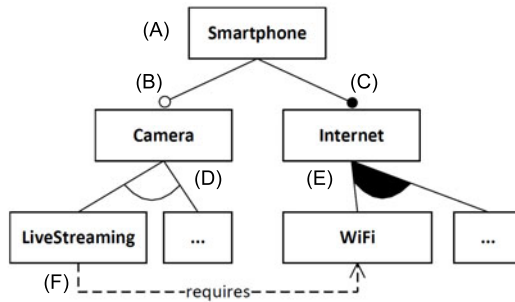 (A)
Smartphone
(B)
(C)
Camera
Internet
(D)
(E)
LiveStreaming
...
WiFi
...
(F)
requires